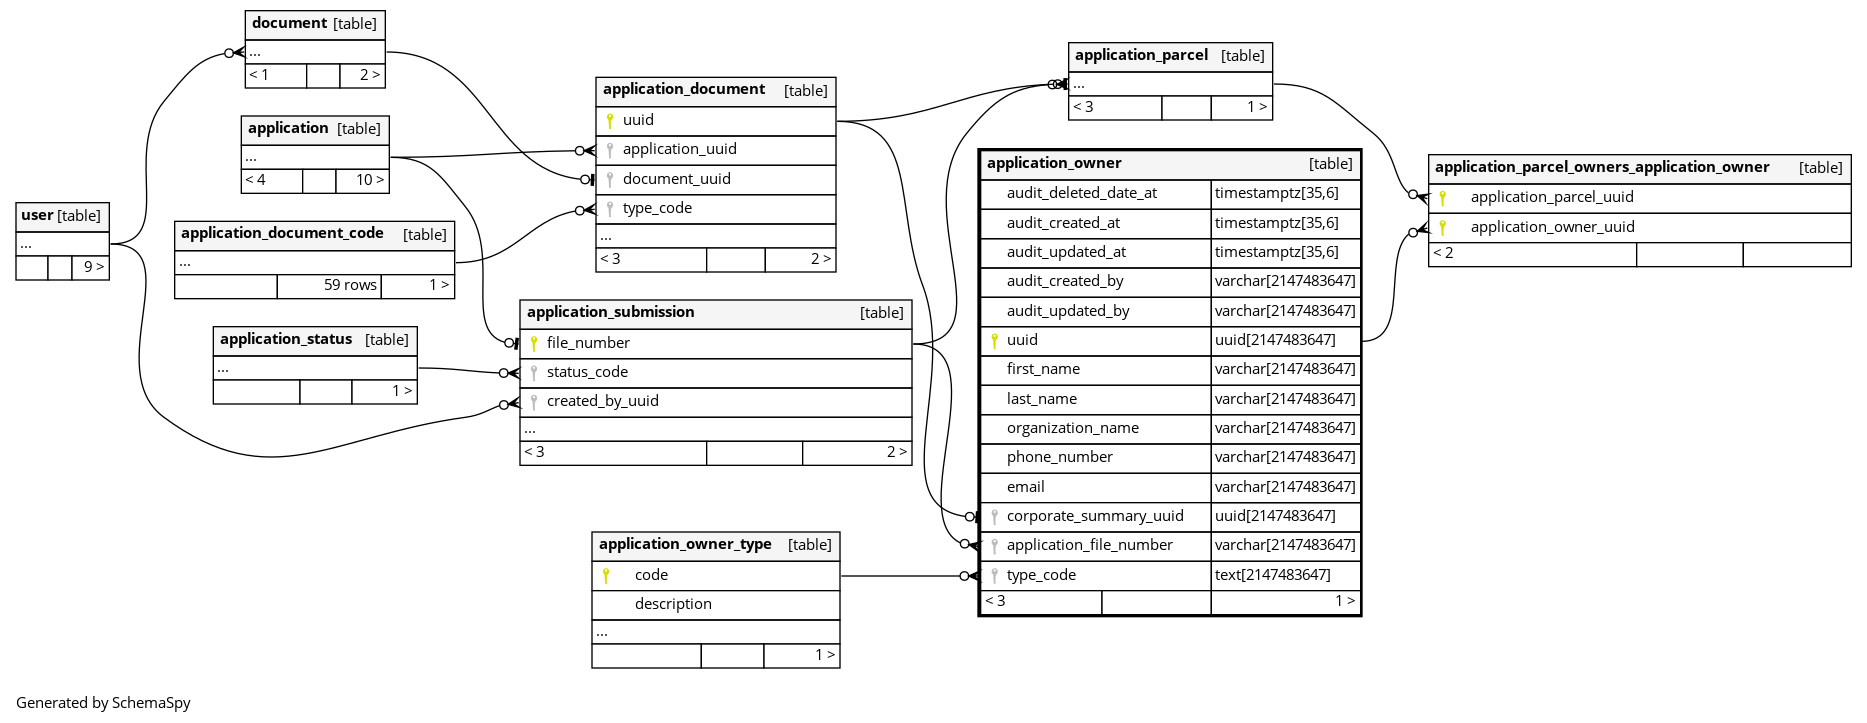 document [table]
...
< 1 2 >
application [table]
...
< 4 10 >
user [table]
...
9 >
application_document_code [table]
...
59 rows 1 >
application_status [table]
...
1 >
application_document [table]
uuid
application_uuid
document_uuid
type_code
...
< 3 2 >
application_submission [table]
file_number
status_code
created_by_uuid
...
< 3 2 >
application_owner_type [table]
code
description
...
1 >
application_parcel [table]
...
< 3 1 >
application_owner [table]
audit_deleted_date_at timestamptz[35,6]
audit_created_at timestamptz[35,6]
audit_updated_at timestamptz[35,6]
audit_created_by varchar[2147483647]
audit_updated_by varchar[2147483647]
uuid uuid[2147483647]
first_name varchar[2147483647]
last_name varchar[2147483647]
organization_name varchar[2147483647]
phone_number varchar[2147483647]
email varchar[2147483647]
corporate_summary_uuid uuid[2147483647]
application_file_number varchar[2147483647]
type_code text[2147483647]
< 3 1 >
application_parcel_owners_application_owner [table]
application_parcel_uuid
application_owner_uuid
< 2
Generated by SchemaSpy